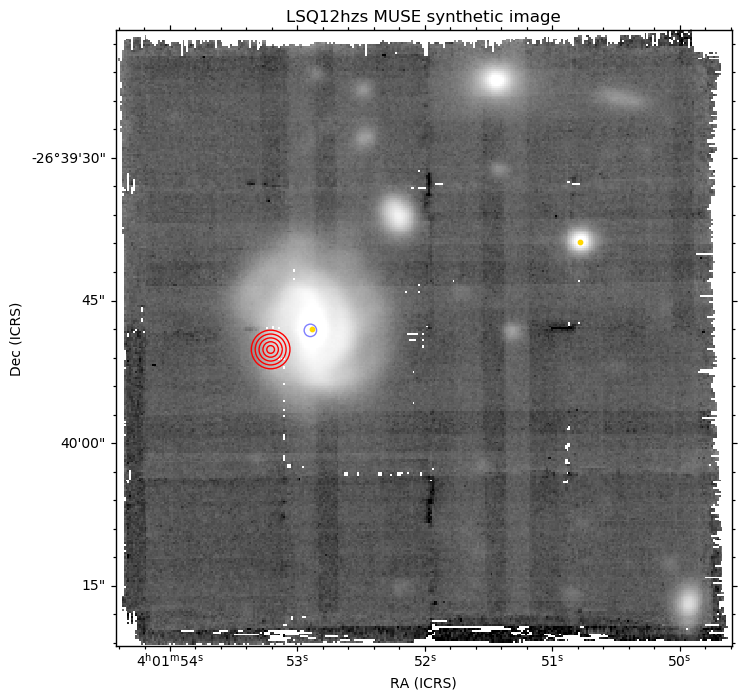 LSQ12hzs MUSE synthetic image
-26°39'30"
45"
40'00"
15"
Dec (ICRS)
4ʰ01ᵐ54ˢ 53ˢ 52ˢ 51ˢ 50ˢ
RA (ICRS)